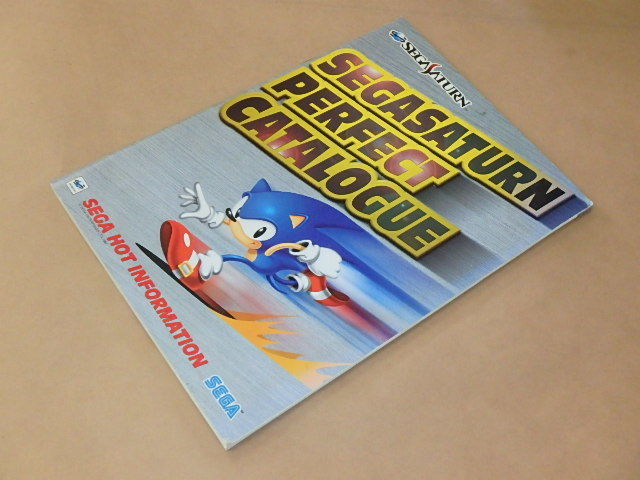 SEGASATURN
SEGASATURN
PERFECT
CATALOGUE
SEGA HOT INFORMATION
SEGA